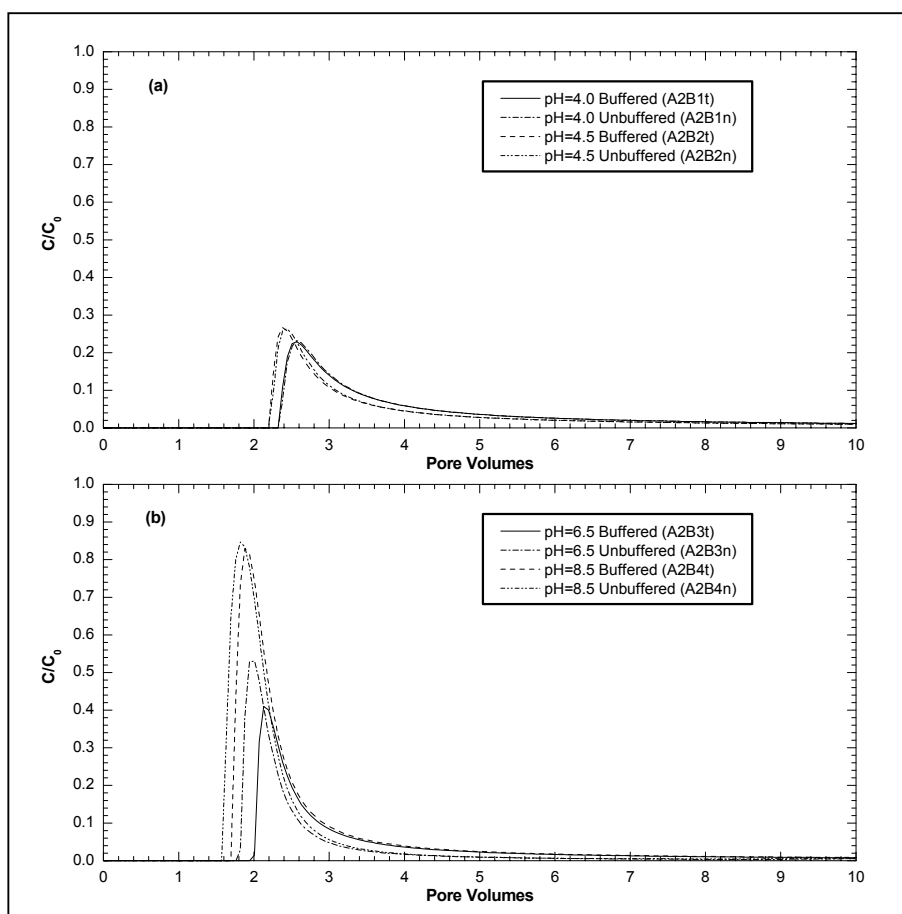 (a)
pH=4.0 Buffered (A2B1t)
pH=4.0 Unbuffered (A2B1n)
pH=4.5 Buffered (A2B2t)
pH=4.5 Unbuffered (A2B2n)
1.0
0.9
0.8
0.7
0.6
0.5
0.4
0.3
0.2
0.1
0.0
C/C0
0 1 2 3 4 5 6 7 8 9 10
Pore Volumes
(b)
pH=6.5 Buffered (A2B3t)
pH=6.5 Unbuffered (A2B3n)
pH=8.5 Buffered (A2B4t)
pH=8.5 Unbuffered (A2B4n)
1.0
0.9
0.8
0.7
0.6
0.5
0.4
0.3
0.2
0.1
0.0
C/C0
0 1 2 3 4 5 6 7 8 9 10
Pore Volumes